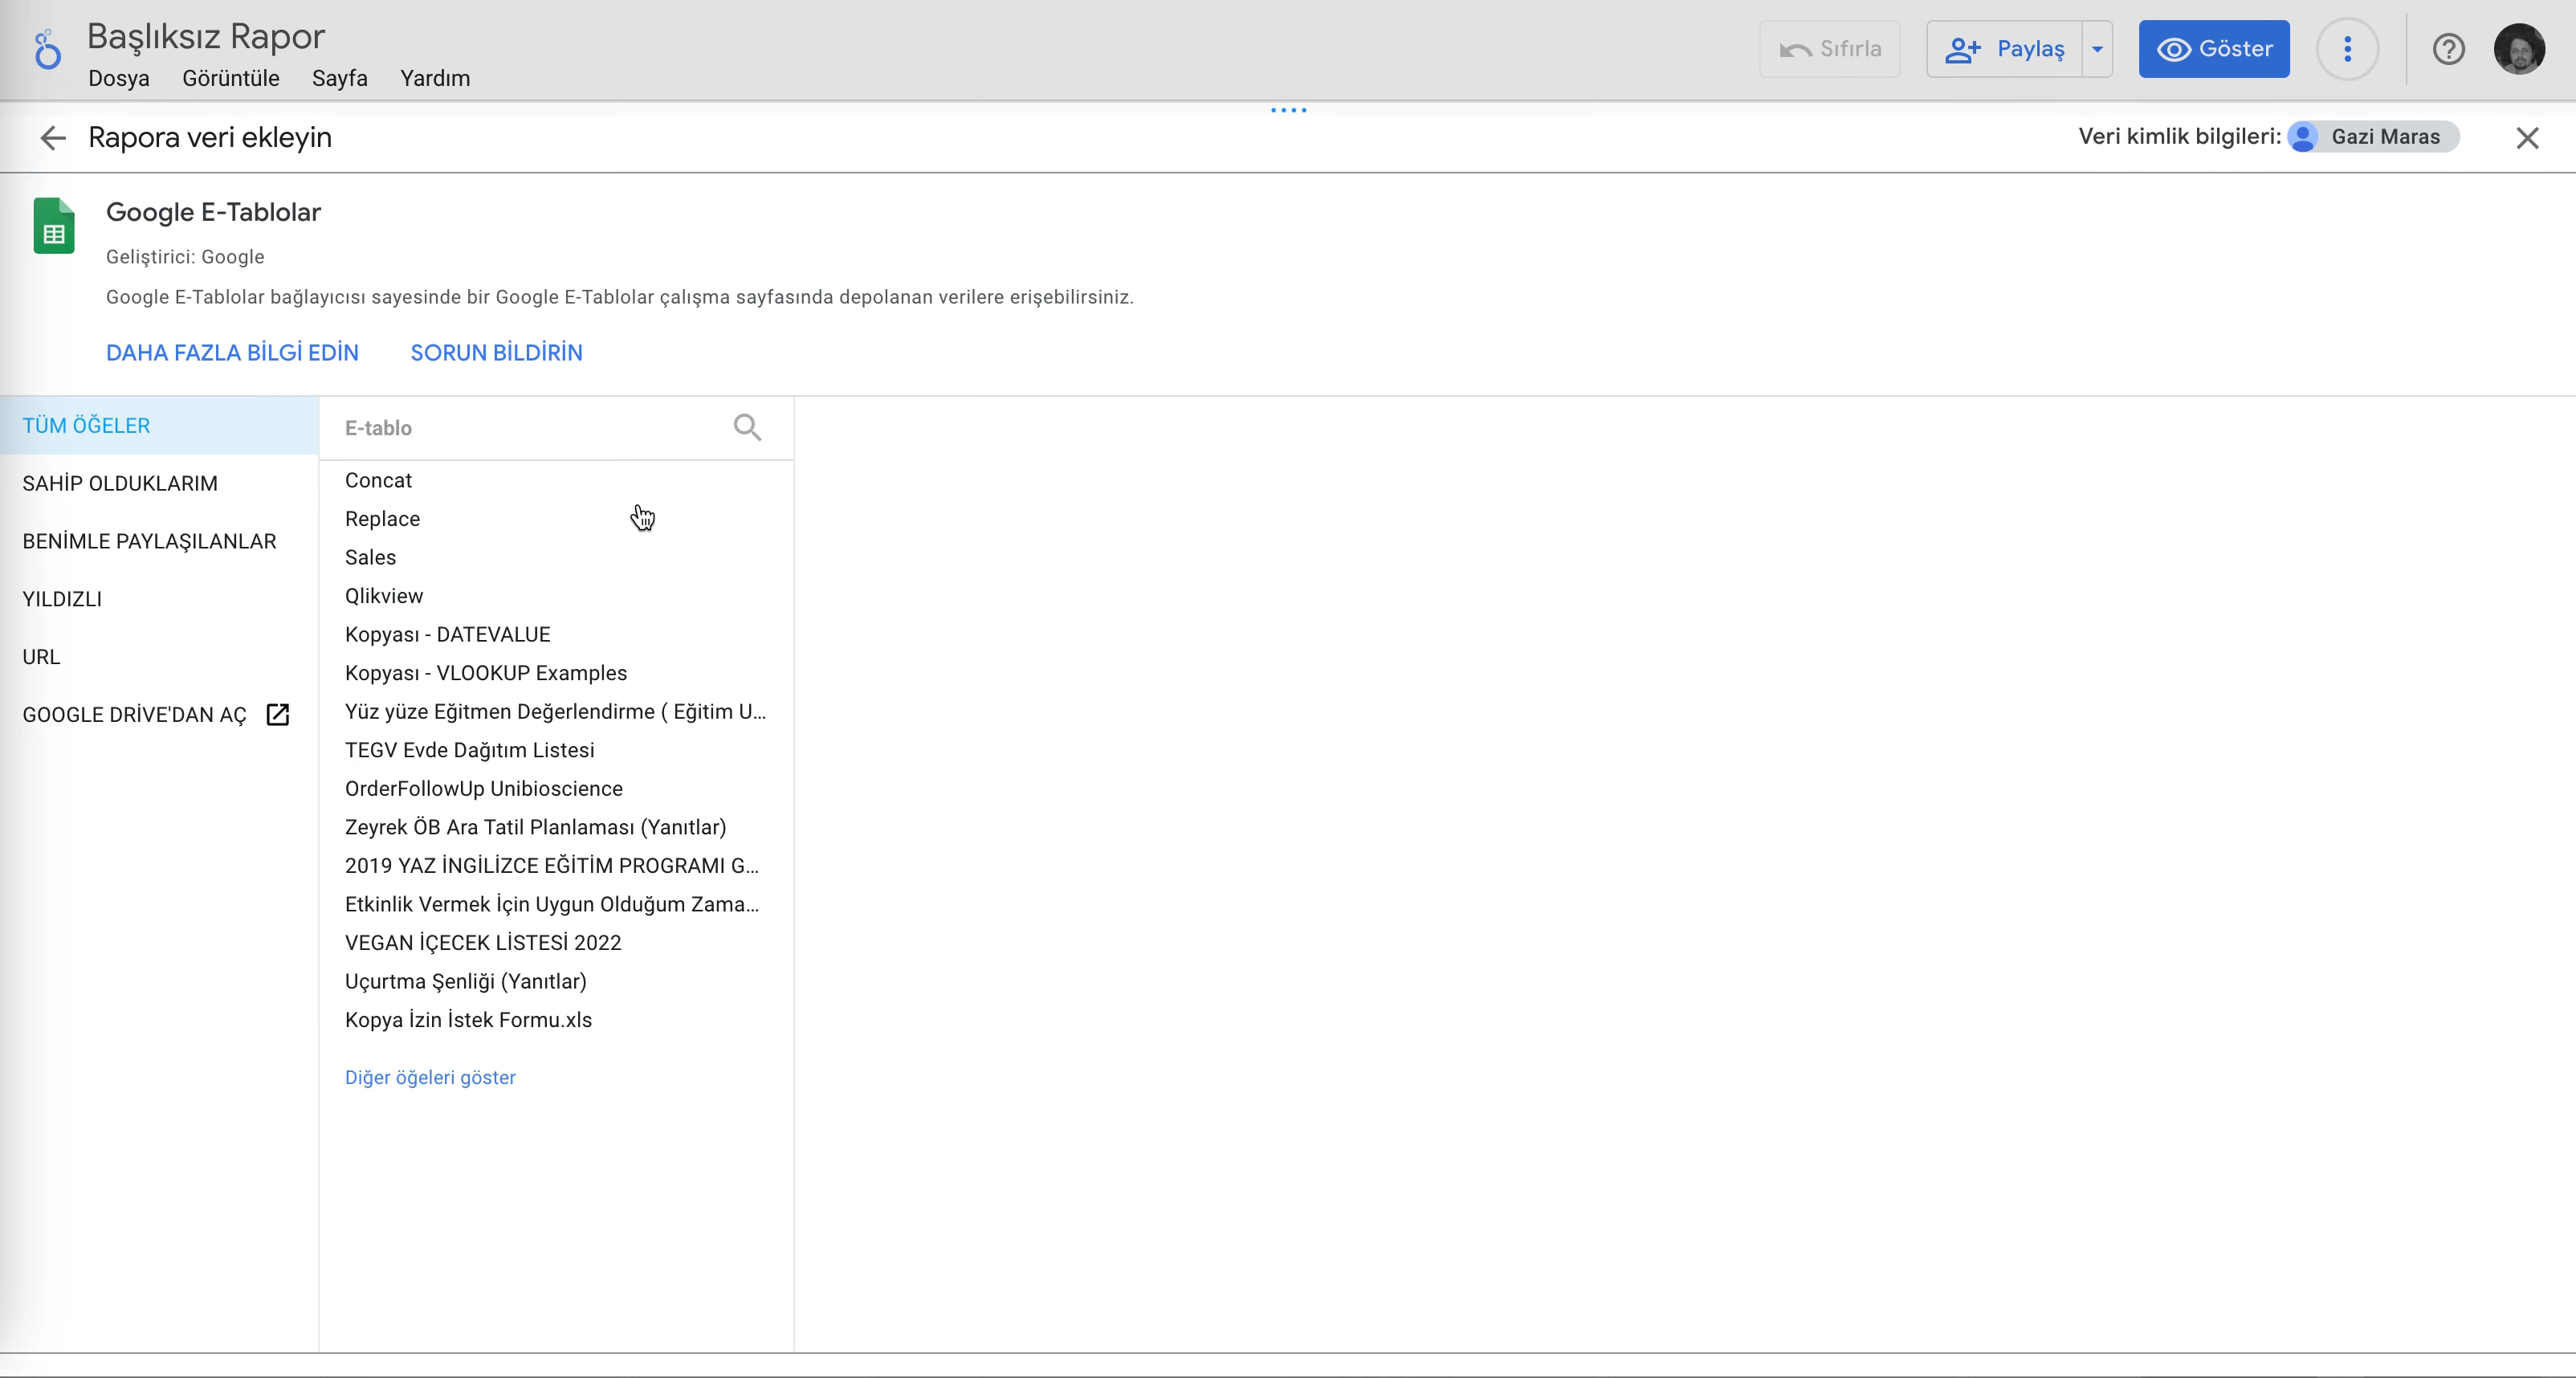 Başlıksız Rapor
Dosya Görüntüle Sayfa Yardım
Sıfırla Paylaş Göster
Rapora veri ekleyin
Veri kimlik bilgileri: Gazi Maras
Google E-Tablolar
Geliştirici: Google
Google E-Tablolar bağlayıcısı sayesinde bir Google E-Tablolar çalışma sayfasında depolanan verilere erişebilirsiniz.
DAHA FAZLA BİLGİ EDİN SORUN BİLDİRİN
TÜM ÖĞELER
SAHİP OLDUKLARIM
BENİMLE PAYLAŞILANLAR
YILDIZLI
URL
GOOGLE DRİVE'DAN AÇ
E-tablo
Concat
Replace
Sales
Qlikview
Kopyası - DATEVALUE
Kopyası - VLOOKUP Examples
Yüz yüze Eğitmen Değerlendirme ( Eğitim U...
TEGV Evde Dağıtım Listesi
OrderFollowUp Unibioscience
Zeyrek ÖB Ara Tatil Planlaması (Yanıtlar)
2019 YAZ İNGİLİZCE EĞİTİM PROGRAMI G...
Etkinlik Vermek İçin Uygun Olduğum Zama...
VEGAN İÇECEK LİSTESİ 2022
Uçurtma Şenliği (Yanıtlar)
Kopya İzin İstek Formu.xls
Diğer öğeleri göster